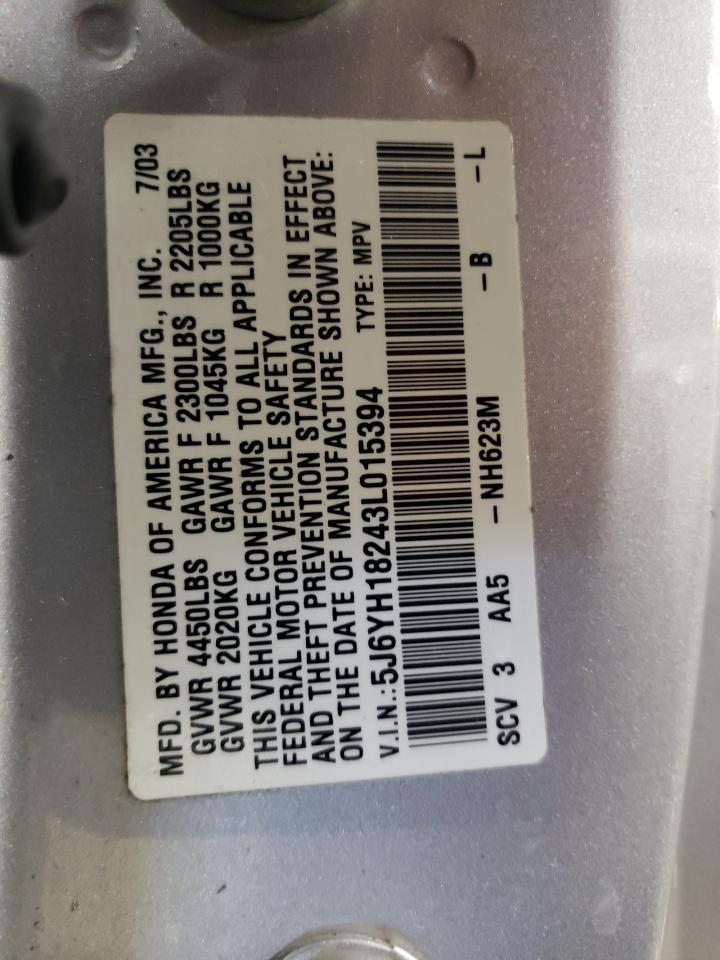 MFD. BY HONDA OF AMERICA MFG., INC. 7/03
GVWR 4450LBS GAWR F 2300LBS R 2205LBS
GVWR 2020KG GAWR F 1045KG R 1000KG
THIS VEHICLE CONFORMS TO ALL APPLICABLE
FEDERAL MOTOR VEHICLE SAFETY
AND THEFT PREVENTION STANDARDS IN EFFECT
ON THE DATE OF MANUFACTURE SHOWN ABOVE:
V.I.N.:5J6YH18243L015394 TYPE: MPV
SCV 3 AA5 -NH623M -B -L